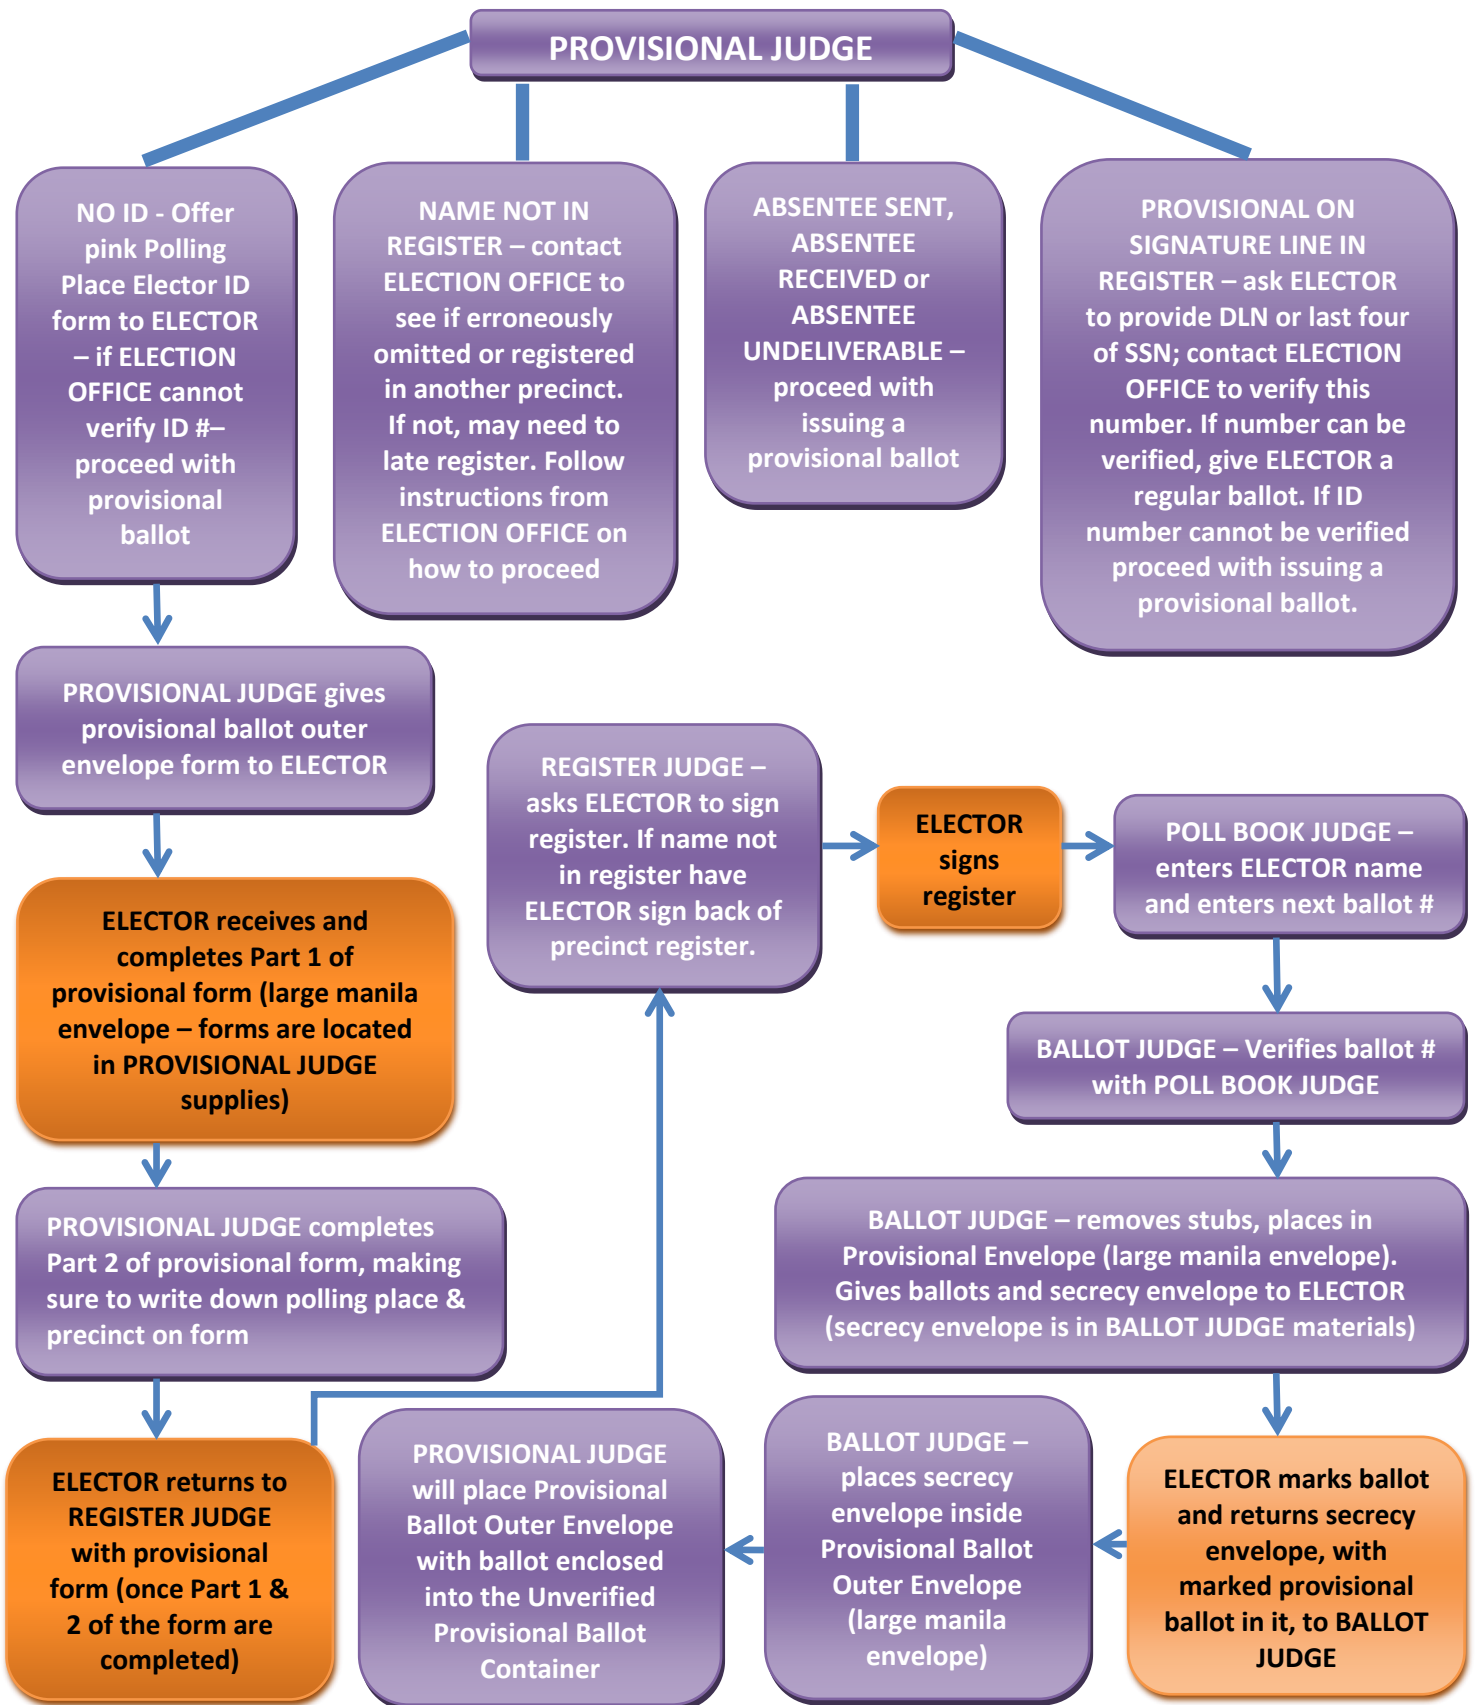 PROVISIONAL JUDGE
NO ID - Offer
pink Polling
Place Elector ID
form to ELECTOR
– if ELECTION
OFFICE cannot
verify ID #–
proceed with
provisional
ballot
NAME NOT IN
REGISTER – contact
ELECTION OFFICE to
see if erroneously
omitted or registered
in another precinct.
If not, may need to
late register. Follow
instructions from
ELECTION OFFICE on
how to proceed
ABSENTEE SENT,
ABSENTEE
RECEIVED or
ABSENTEE
UNDELIVERABLE –
proceed with
issuing a
provisional ballot
PROVISIONAL ON
SIGNATURE LINE IN
REGISTER – ask ELECTOR
to provide DLN or last four
of SSN; contact ELECTION
OFFICE to verify this
number. If number can be
verified, give ELECTOR a
regular ballot. If ID
number cannot be verified
proceed with issuing a
provisional ballot.
PROVISIONAL JUDGE gives
provisional ballot outer
envelope form to ELECTOR
ELECTOR receives and
completes Part 1 of
provisional form (large manila
envelope – forms are located
in PROVISIONAL JUDGE
supplies)
PROVISIONAL JUDGE completes
Part 2 of provisional form, making
sure to write down polling place &
precinct on form
ELECTOR returns to
REGISTER JUDGE
with provisional
form (once Part 1 &
2 of the form are
completed)
REGISTER JUDGE –
asks ELECTOR to sign
register. If name not
in register have
ELECTOR sign back of
precinct register.
ELECTOR
signs
register
POLL BOOK JUDGE –
enters ELECTOR name
and enters next ballot #
BALLOT JUDGE – Verifies ballot #
with POLL BOOK JUDGE
BALLOT JUDGE – removes stubs, places in
Provisional Envelope (large manila envelope).
Gives ballots and secrecy envelope to ELECTOR
(secrecy envelope is in BALLOT JUDGE materials)
ELECTOR marks ballot
and returns secrecy
envelope, with
marked provisional
ballot in it, to BALLOT
JUDGE
BALLOT JUDGE –
places secrecy
envelope inside
Provisional Ballot
Outer Envelope
(large manila
envelope)
PROVISIONAL JUDGE
will place Provisional
Ballot Outer Envelope
with ballot enclosed
into the Unverified
Provisional Ballot
Container